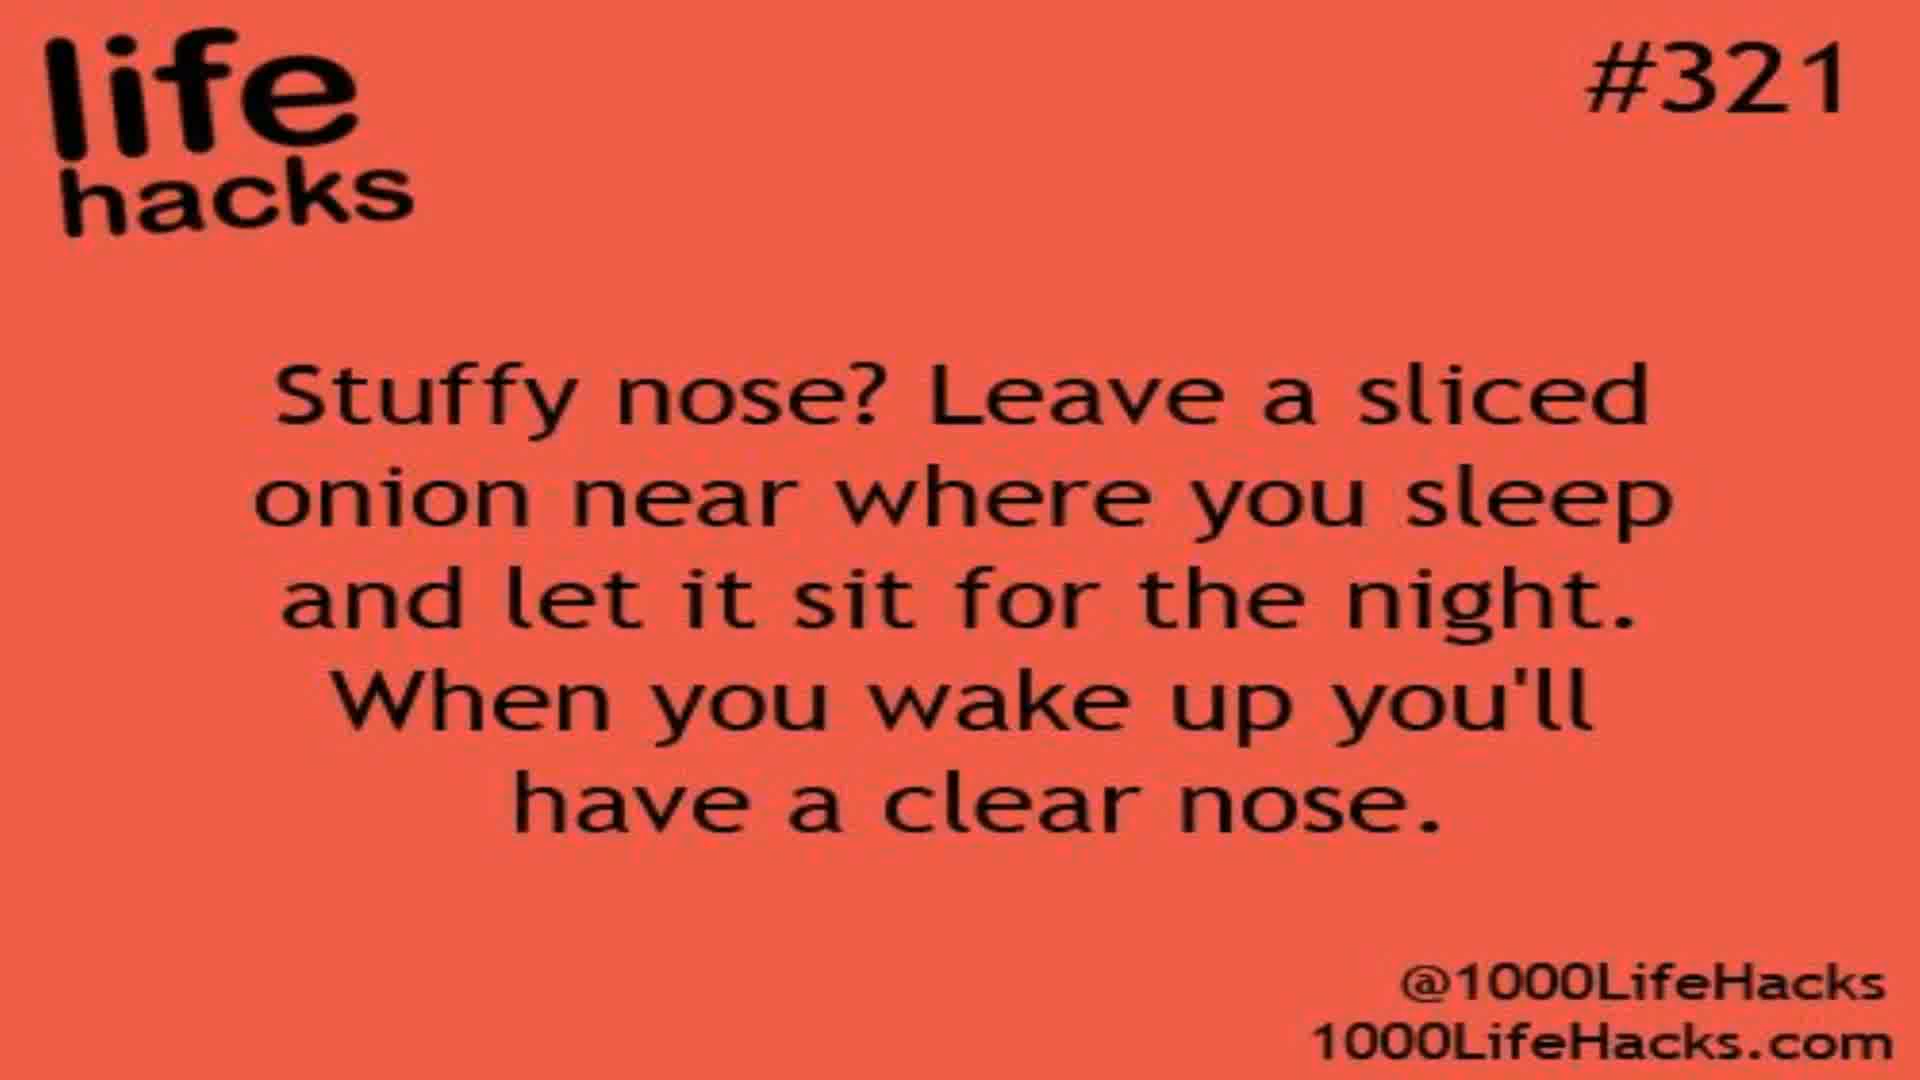 life
hacks
#321
Stuffy nose? Leave a sliced
onion near where you sleep
and let it sit for the night.
When you wake up you'll
have a clear nose.
@1000LifeHacks
1000LifeHacks.com